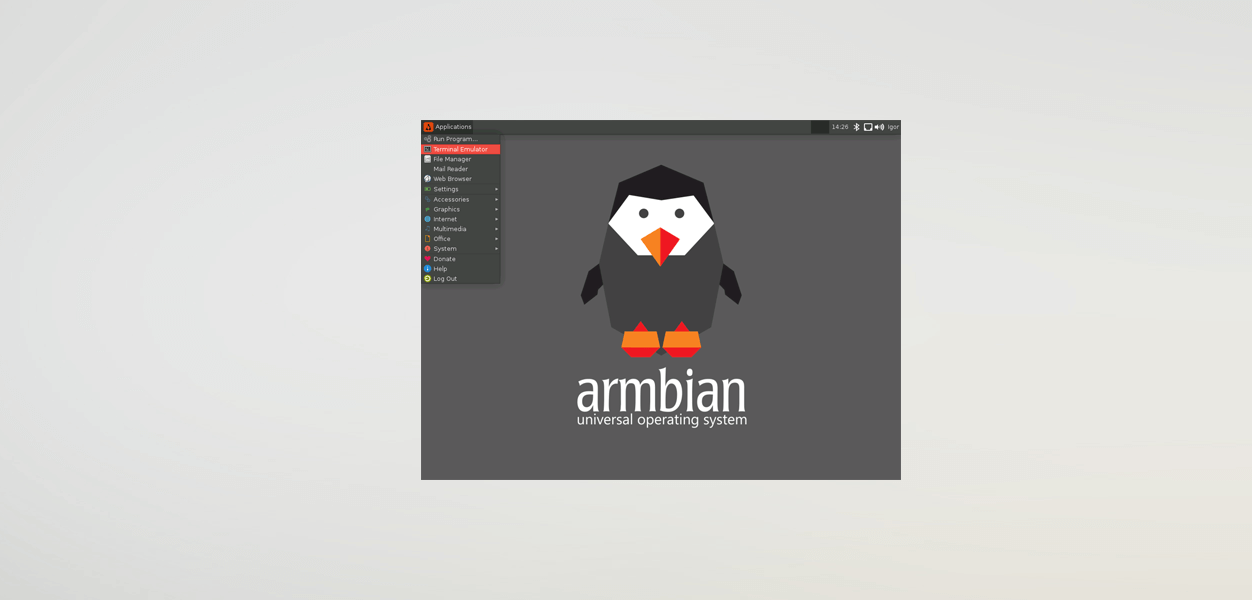 Applications
14:26
Igor
Run Program...
Terminal Emulator
File Manager
Mail Reader
Web Browser
Settings
Accessories
Graphics
Internet
Multimedia
Office
System
Donate
Help
Log Out
armbian
universal operating system